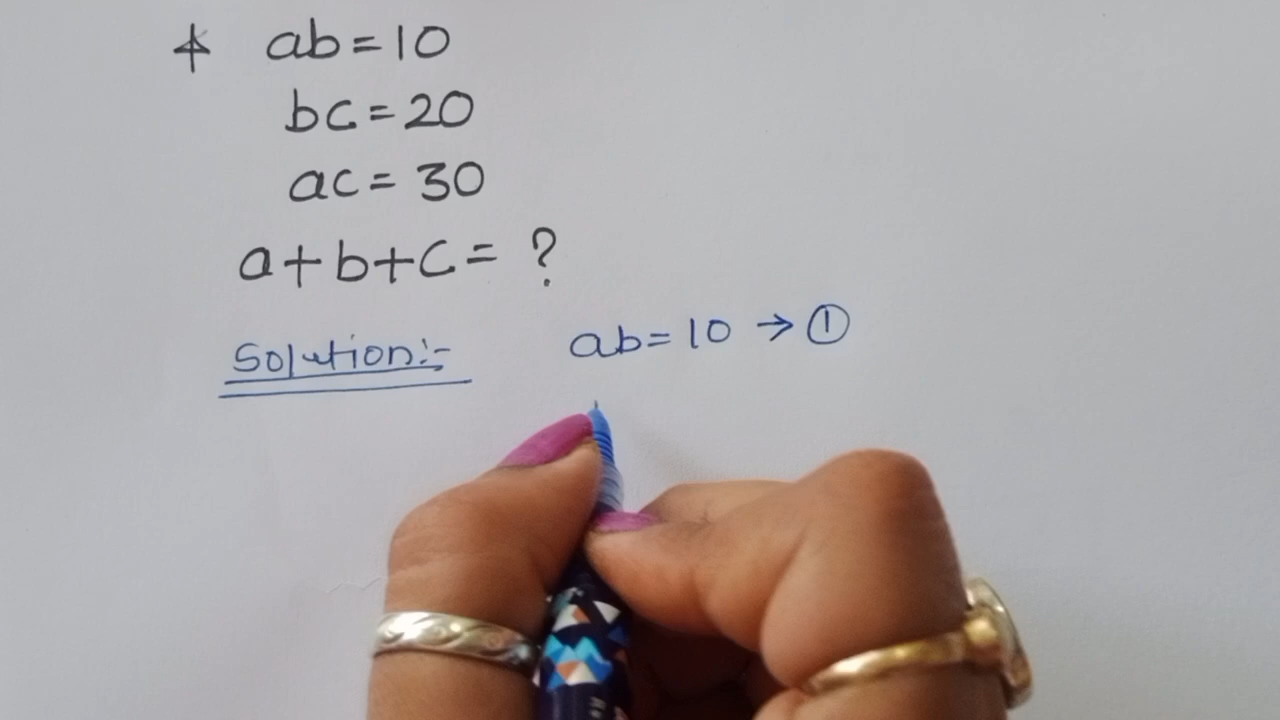 * ab=10
bc=20
ac=30
a+b+c= ?
Solution:-
ab=10 → ①